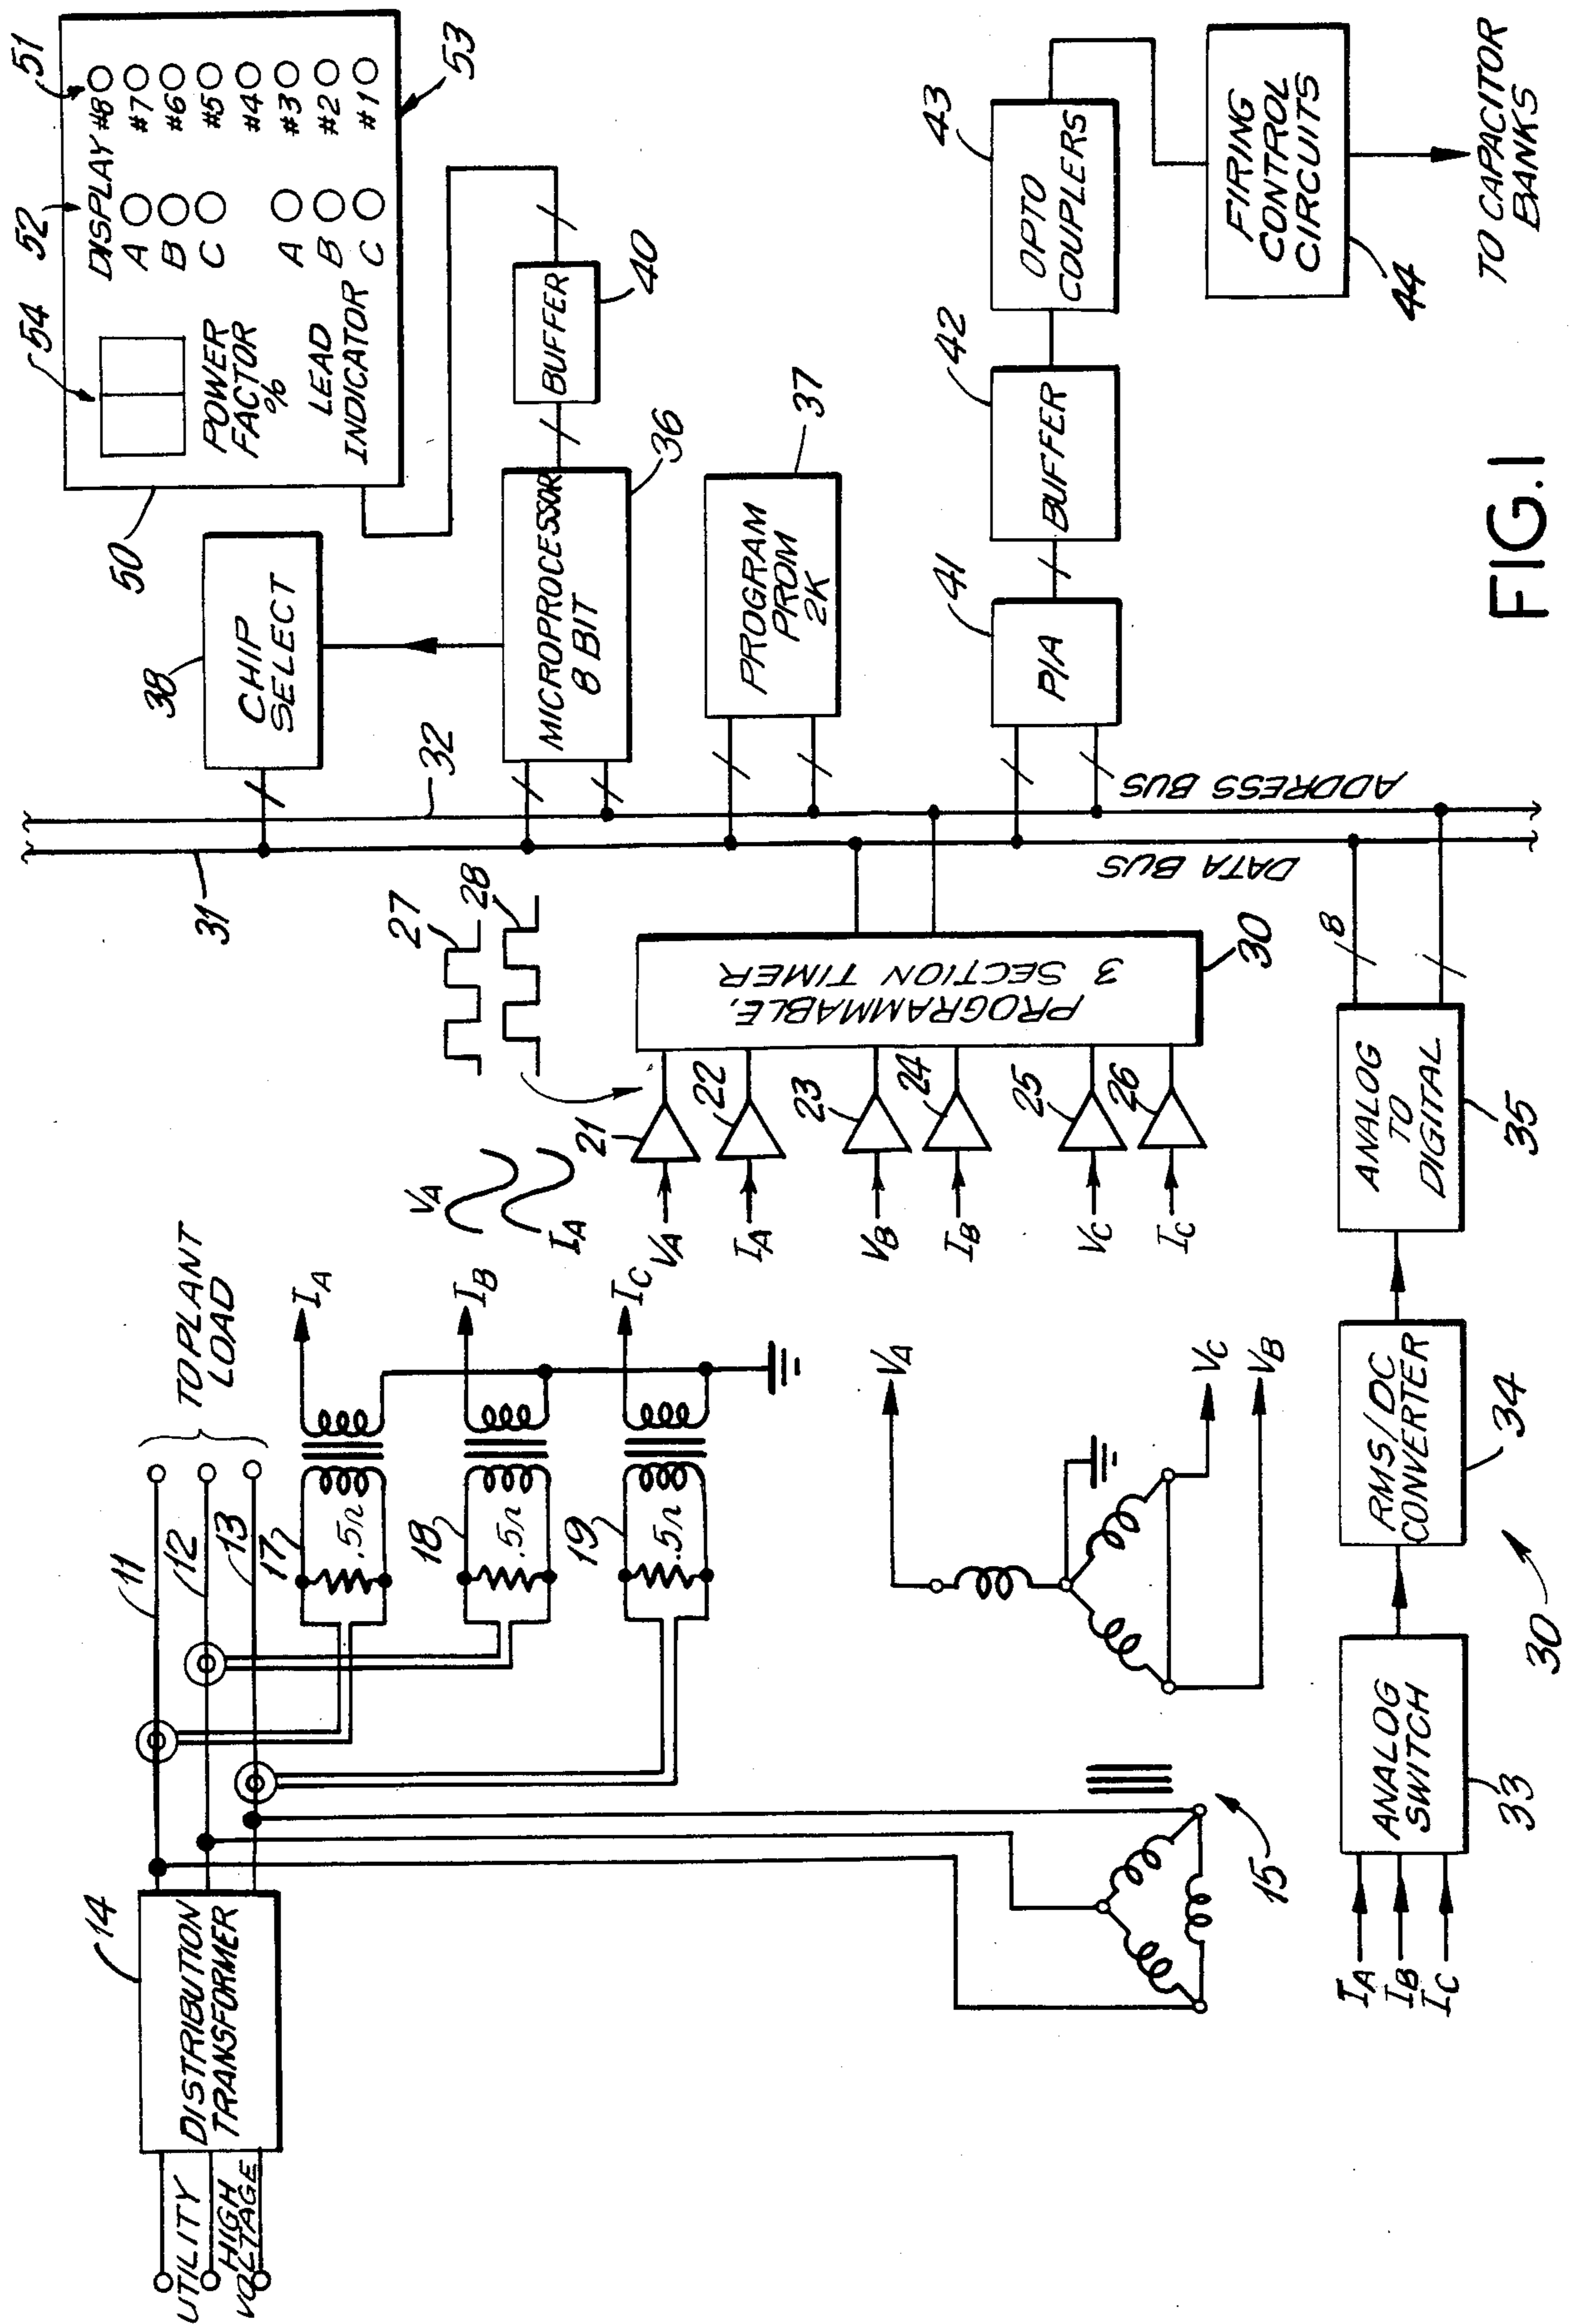 UTILITY
HIGH
VOLTAGE
14
DISTRIBUTION
TRANSFORMER
11
12
13
TO PLANT
LOAD
17
.5Ω
18
.5Ω
19
.5Ω
IA
IB
IC
15
VA
VC
VB
VA
IA
27
28
VA
21
IA
22
VB
23
IB
24
VC
25
IC
26
PROGRAMMABLE,
3 SECTION TIMER
30
31
32
DATA BUS
ADDRESS BUS
38
CHIP
SELECT
MICROPROCESSOR
8 BIT
36
BUFFER
40
PROGRAM
PROM
2K
37
PIA
41
BUFFER
42
OPTO
COUPLERS
43
FIRING
CONTROL
CIRCUITS
44
TO CAPACITOR
BANKS
50
54
52
51
53
DISPLAY
#8
A
#7
B
#6
C
#5
#4
A
#3
B
#2
C
#1
POWER
FACTOR
%
LEAD
INDICATOR
IA
IB
IC
ANALOG
SWITCH
33
30
RMS/DC
CONVERTER
34
ANALOG
TO
DIGITAL
35
8
FIG.1